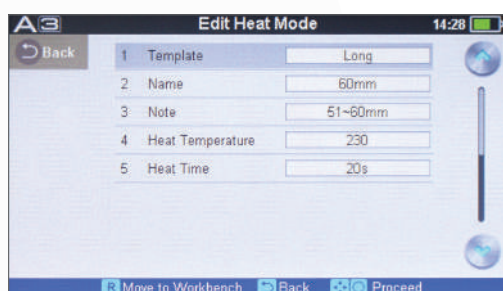 A3 Edit Heat Mode 14:28
Back
1 Template Long
2 Name 60mm
3 Note 51~60mm
4 Heat Temperature 230
5 Heat Time 20s
R Move to Workbench Back Proceed